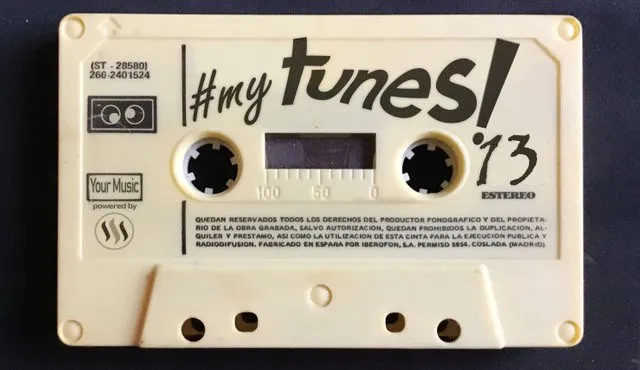 (ST - 28580)
266-2401524
#my tunes!
'13
100 50 0
ESTEREO
Your Music
powered by
QUEDAN RESERVADOS TODOS LOS DERECHOS DEL PRODUCTOR FONOGRAFICO Y DEL PROPIETA-
RIO DE LA OBRA GRABADA, SALVO AUTORIZACION, QUEDAN PROHIBIDOS LA DUPLICACION, AL-
QUILER Y PRESTAMO, ASI COMO LA UTILIZACION DE ESTA CINTA PARA LA EJECUCION PUBLICA Y
RADIODIFUSION. FABRICADO EN ESPAÑA POR IBEROFON, S.A. PERMISO 5854. COSLADA (MADRID).